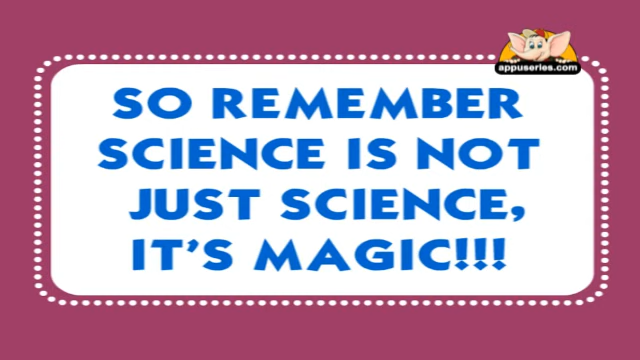 appuseries.com
SO REMEMBER
SCIENCE IS NOT
JUST SCIENCE,
IT'S MAGIC!!!